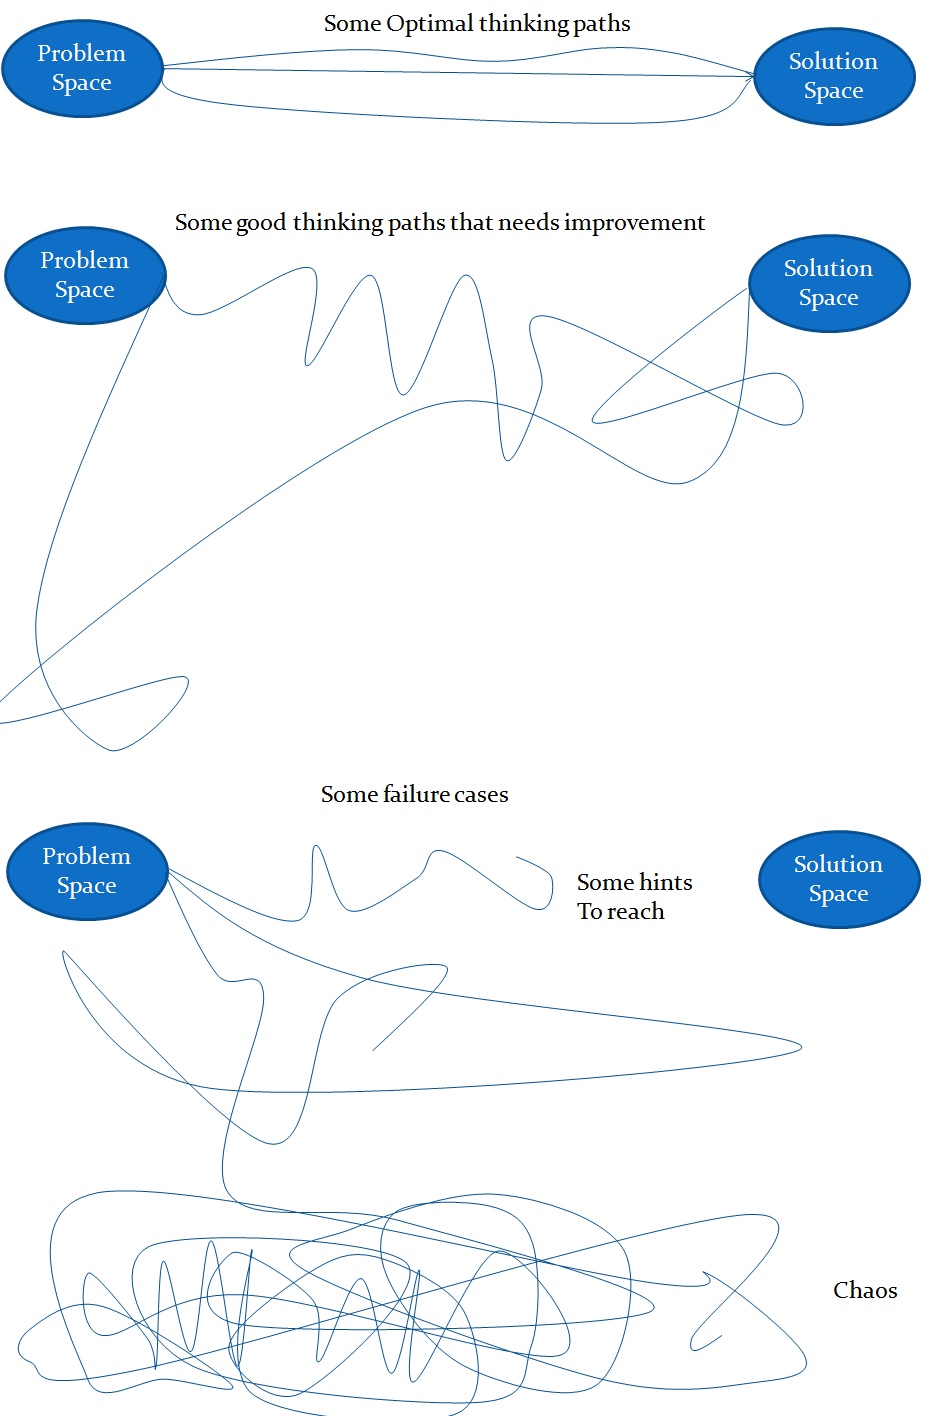 Some Optimal thinking paths
Problem
Space
Solution
Space
Some good thinking paths that needs improvement
Problem
Space
Solution
Space
Some failure cases
Problem
Space
Some hints
To reach
Solution
Space
Chaos